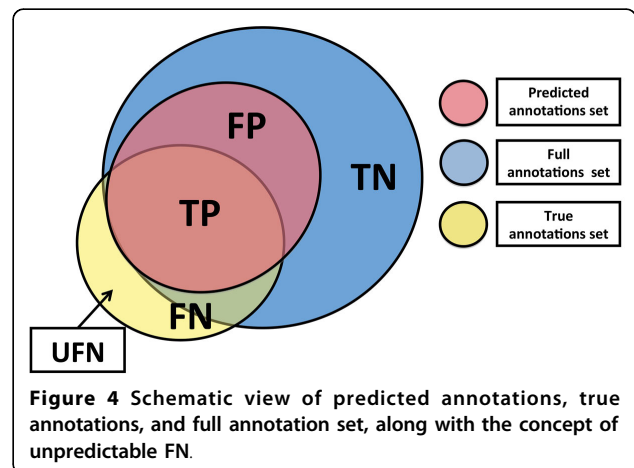 FP
TN
TP
FN
UFN
Predicted
annotations set
Full
annotations set
True
annotations set
Figure 4 Schematic view of predicted annotations, true
annotations, and full annotation set, along with the concept of
unpredictable FN.